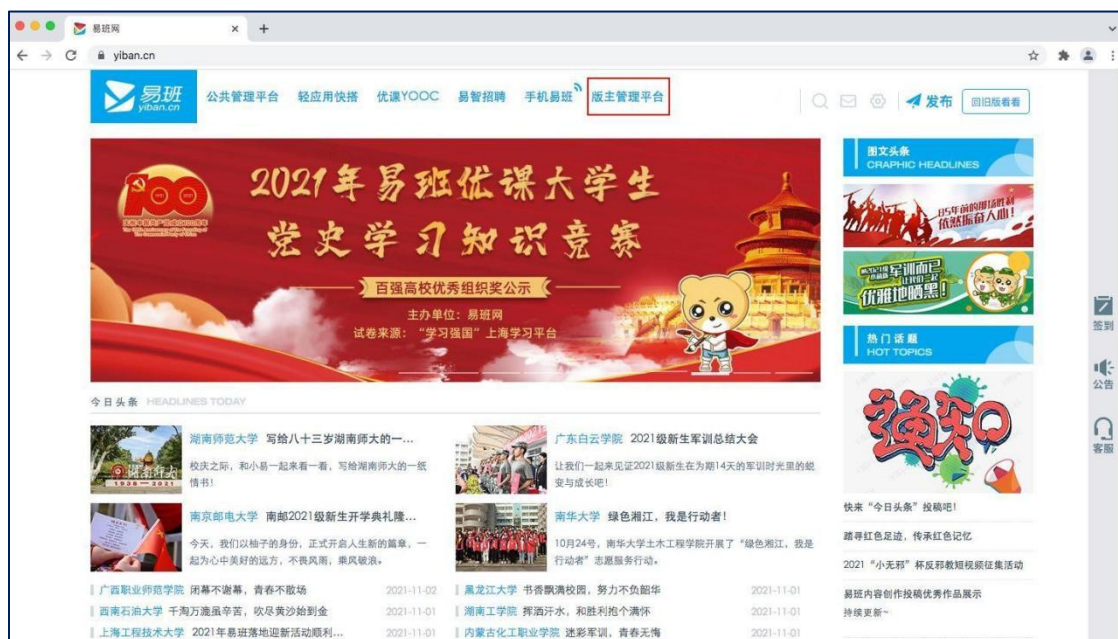 易班网
yiban.cn
易班
yiban.cn
公共管理平台 轻应用快搭 优课YOOC 易智招聘 手机易班 版主管理平台
发布 回旧版看看
2021年易班优课大学生
党史学习知识竞赛
百强高校优秀组织奖公示
主办单位：易班网
试卷来源：“学习强国”上海学习平台
100
图文头条
CRAPHIC HEADLINES
85年前的那场胜利
依然振奋人心！
军训而已
优雅地晒黑！
热门话题
HOT TOPICS
通知
签到
公告
客服
今日头条 HEADLINES TODAY
湖南师范大学 写给八十三岁湖南师大的一...
校庆之际，和小易一起来看一看，写给湖南师大的一纸
情书！
1938—2021
广东白云学院 2021级新生军训总结大会
让我们一起来见证2021级新生在为期14天的军训时光里的蜕
变与成长吧！
南京邮电大学 南邮2021级新生开学典礼隆...
今天，我们以柚子的身份，正式开启人生新的篇章，一
起为心中美好的远方，不畏风雨，乘风破浪。
南华大学 绿色湘江，我是行动者！
10月24号，南华大学土木工程学院开展了“绿色湘江，我是
行动者”志愿服务行动。
广西职业师范学院 闭幕不谢幕，青春不散场 2021-11-02
西南石油大学 千淘万漉虽辛苦，吹尽黄沙始到金 2021-11-01
上海工程技术大学 2021年易班落地迎新活动顺利... 2021-11-01
黑龙江大学 书香飘满校园，努力不负韶华 2021-11-01
湖南工学院 挥洒汗水，和胜利抱个满怀 2021-11-01
内蒙古化工职业学院 迷彩军训，青春无悔 2021-11-01
快来“今日头条”投稿吧！
踏寻红色足迹，传承红色记忆
2021“小无邪”杯反邪教短视频征集活动
易班内容创作投稿优秀作品展示
持续更新~